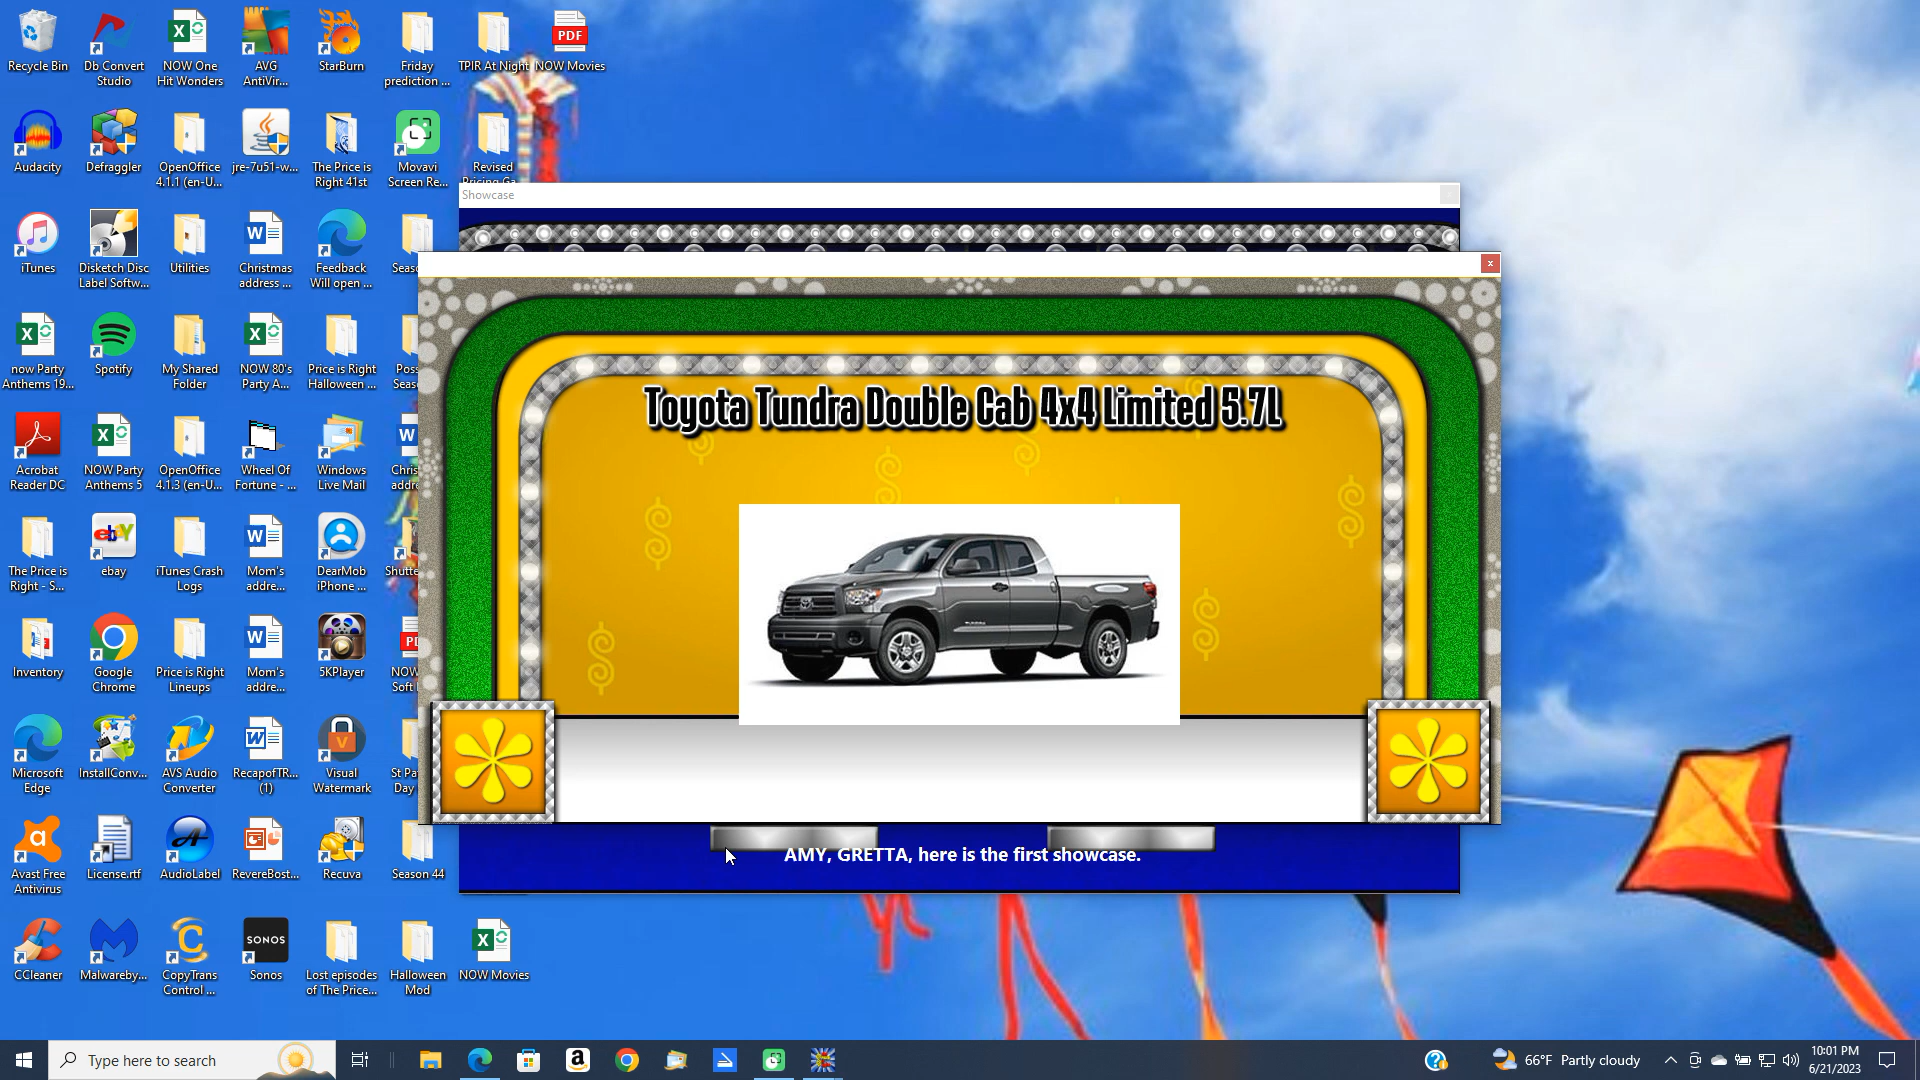 Recycle Bin
Db Convert
Studio
NOW One
Hit Wonders
AVG
AntiVir...
StarBurn
Friday
prediction ...
TPIR At Night
PDF
NOW Movies
Audacity
Defraggler
OpenOffice
4.1.1 (en-U...
jre-7u51-w...
The Price is
Right 41st
Movavi
Screen Re...
Revised
Pricing Ga
iTunes
Disketch Disc
Label Softw...
Utilities
Christmas
address ...
Feedback
Will open ...
Seas
now Party
Anthems 19...
Spotify
My Shared
Folder
NOW 80's
Party A...
Price is Right
Halloween ...
Poss
Seas
Acrobat
Reader DC
NOW Party
Anthems 5
OpenOffice
4.1.3 (en-U...
Wheel Of
Fortune - ...
Windows
Live Mail
Chris
addre
The Price is
Right - S...
ebay
ebay
iTunes Crash
Logs
Mom's
addre...
DearMob
iPhone ...
Shutte
Inventory
Google
Chrome
Price is Right
Lineups
Mom's
addre...
5KPlayer
NOW
Soft
Microsoft
Edge
InstallConv...
AVS Audio
Converter
RecapofTR...
(1)
Visual
Watermark
St Pa
Day
Avast Free
Antivirus
License.rtf
AudioLabel
RevereBost...
Recuva
Season 44
CCleaner
Malwareby...
CopyTrans
Control ...
SONOS
Sonos
Lost episodes
of The Price...
Halloween
Mod
NOW Movies
Showcase
x
Toyota Tundra Double Cab 4x4 Limited 5.7L
AMY, GRETTA, here is the first showcase.
Type here to search
66°F Partly cloudy
10:01 PM
6/21/2023